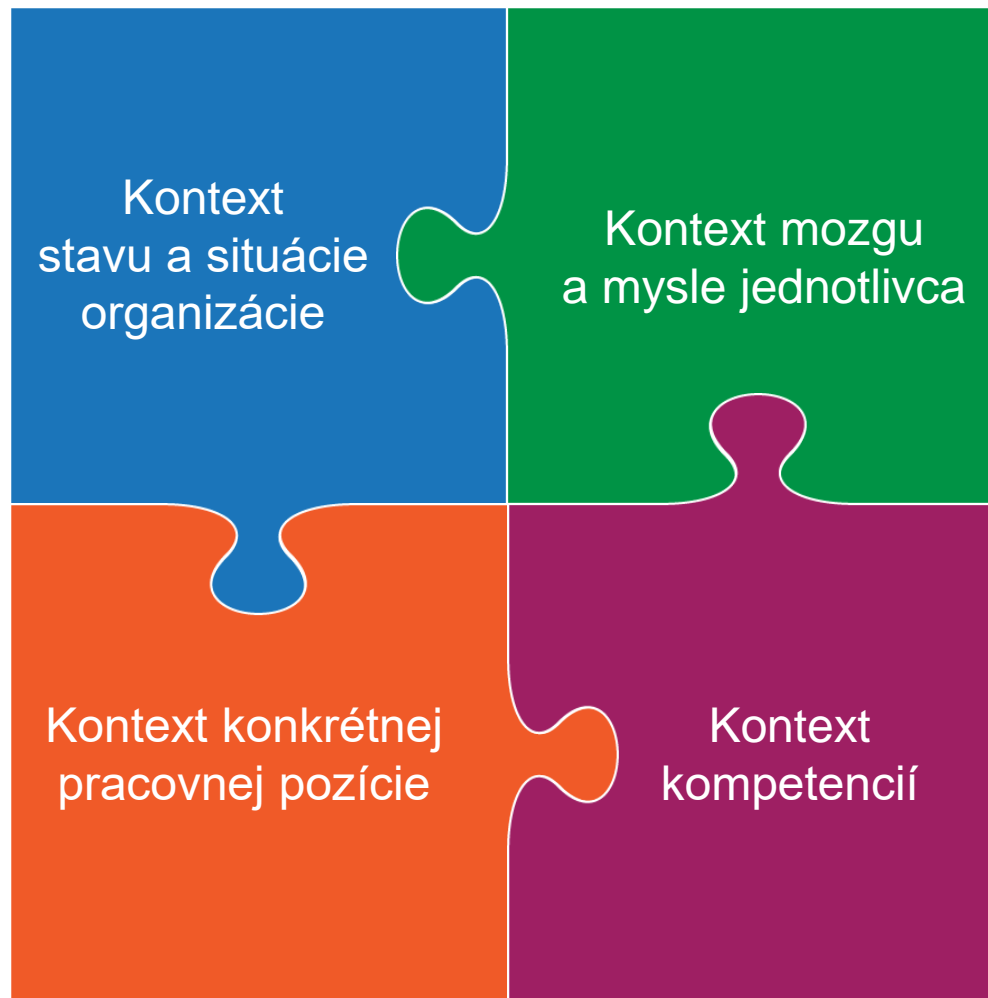 Kontext
stavu a situácie
organizácie
Kontext mozgu
a mysle jednotlivca
Kontext konkrétnej
pracovnej pozície
Kontext
kompetencií